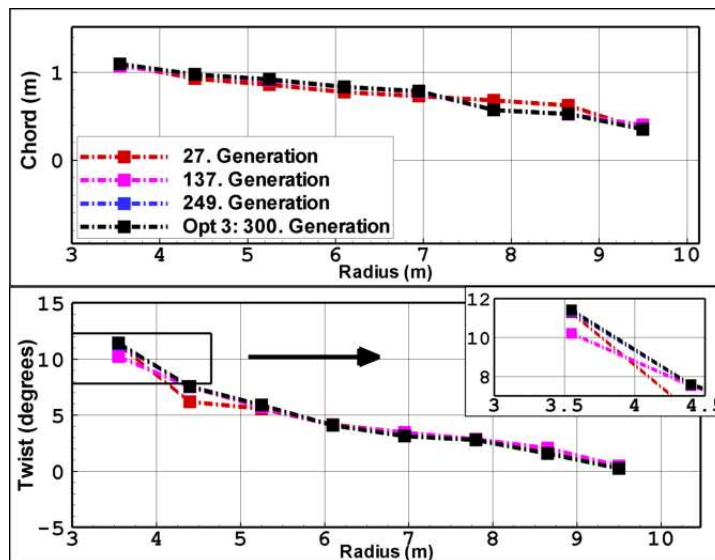 Chord (m)
1
0
27. Generation
137. Generation
249. Generation
Opt 3: 300. Generation
3 4 5 6 7 8 9 10
Radius (m)
Twist (degrees)
15
10
5
0
-5
12
10
8
3 3.5 4 4.5
3 4 5 6 7 8 9 10
Radius (m)